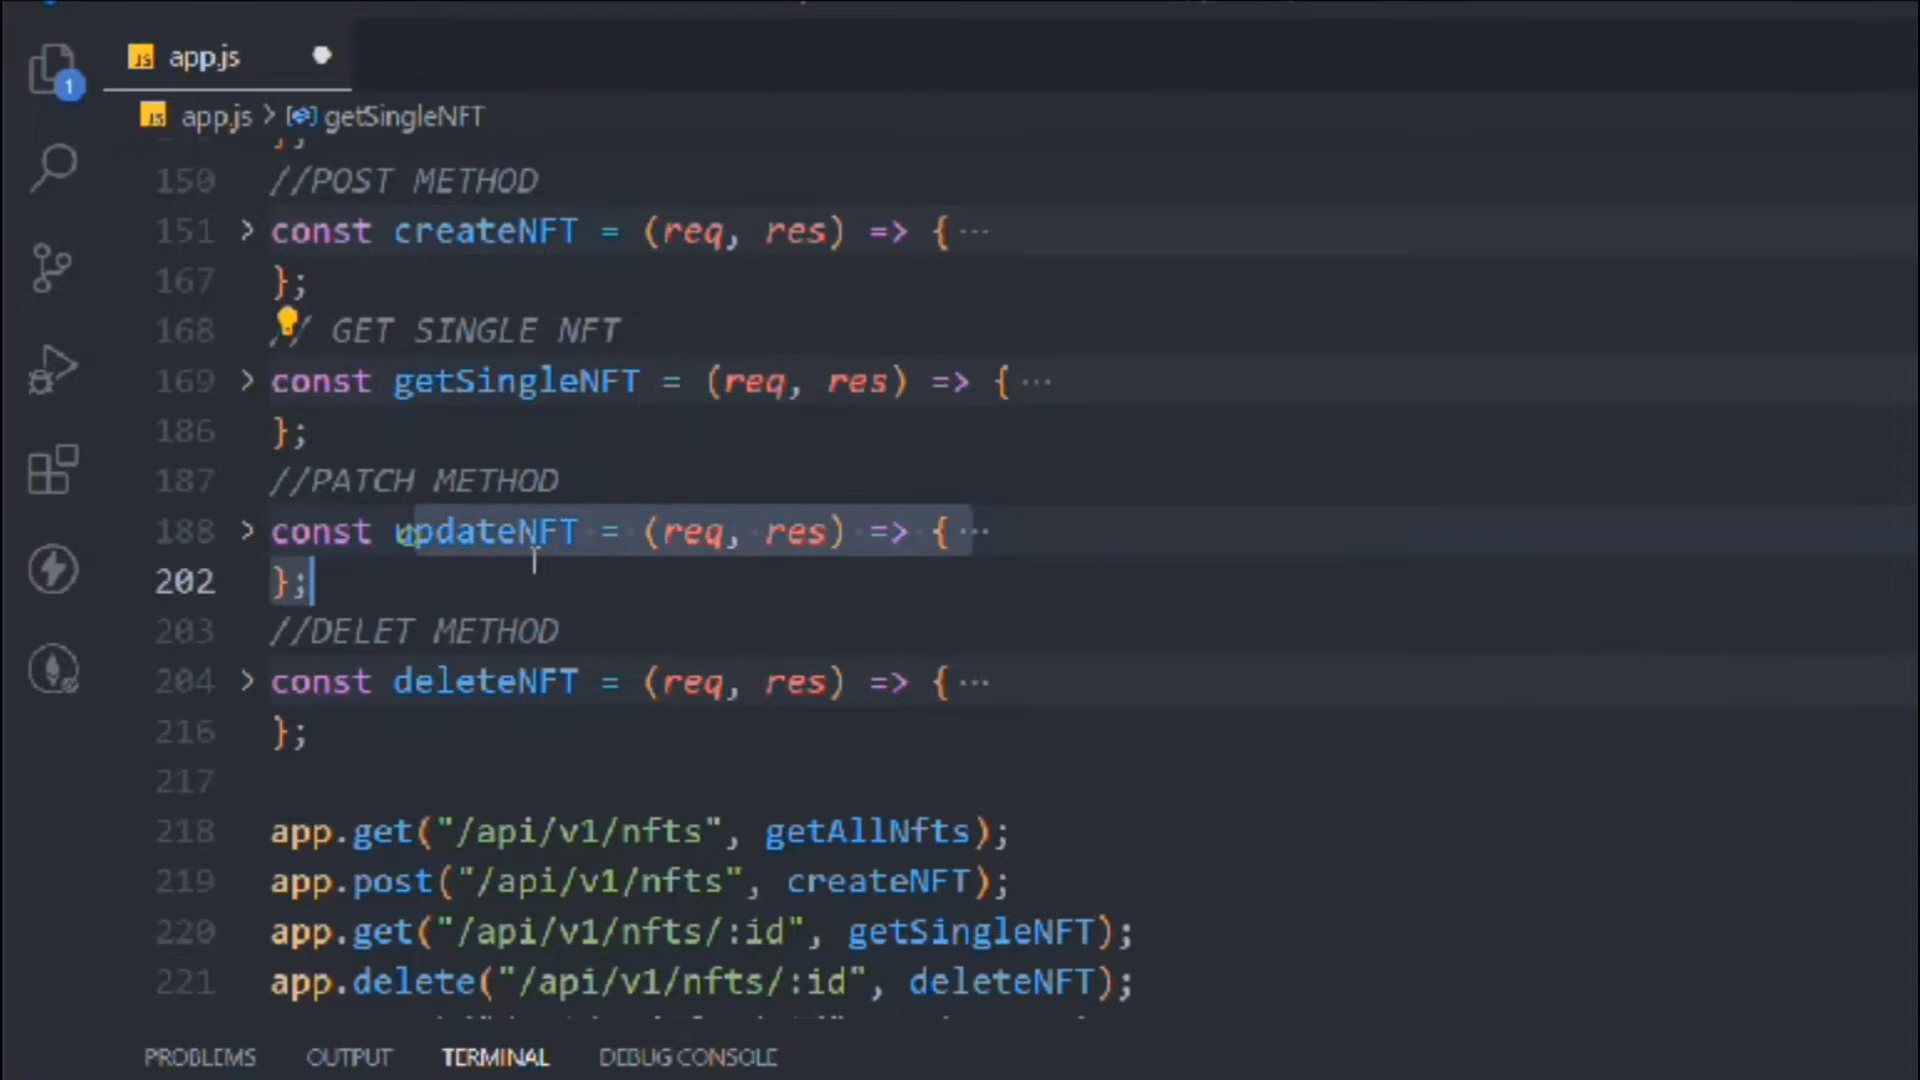 JS app.js
1
JS app.js > getSingleNFT
150 //POST METHOD
151 > const createNFT = (req, res) => { ···
167 };
168 // GET SINGLE NFT
169 > const getSingleNFT = (req, res) => { ···
186 };
187 //PATCH METHOD
188 > const updateNFT = (req, res) => { ···
202 };
203 //DELET METHOD
204 > const deleteNFT = (req, res) => { ···
216 };
217
218 app.get("/api/v1/nfts", getAllNfts);
219 app.post("/api/v1/nfts", createNFT);
220 app.get("/api/v1/nfts/:id", getSingleNFT);
221 app.delete("/api/v1/nfts/:id", deleteNFT);
PROBLEMS OUTPUT TERMINAL DEBUG CONSOLE